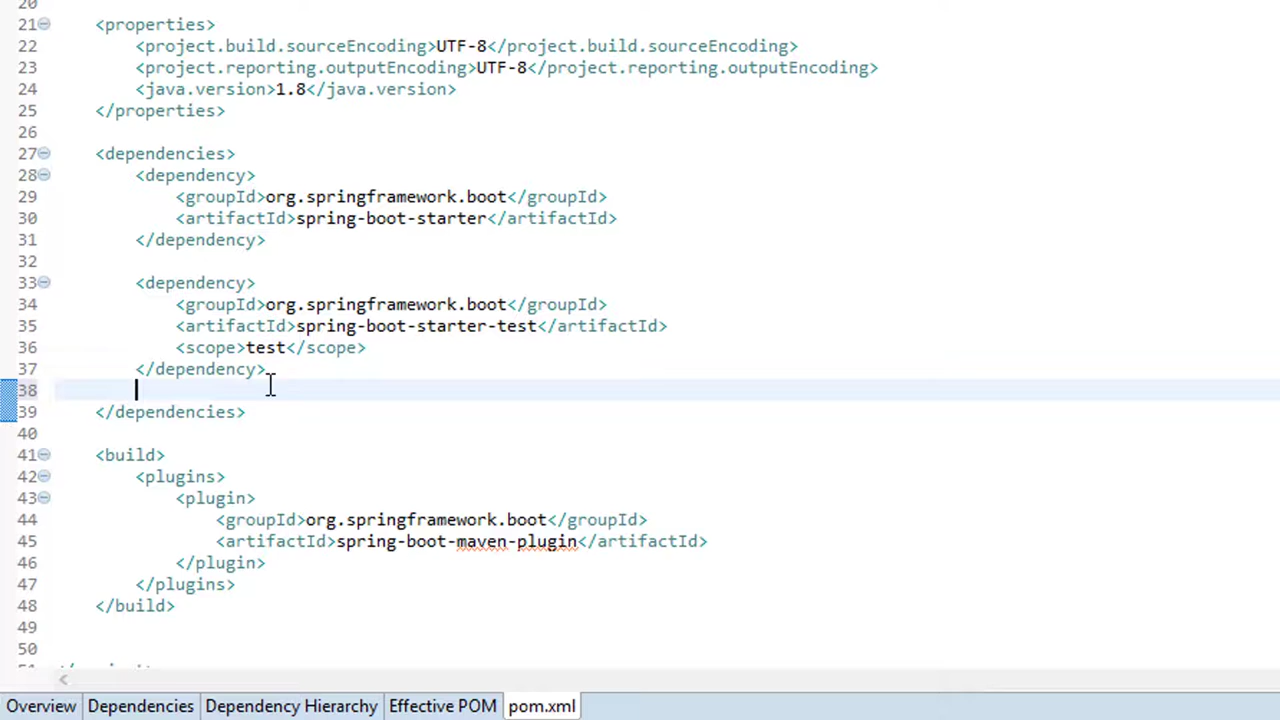 21 <properties>
22 <project.build.sourceEncoding>UTF-8</project.build.sourceEncoding>
23 <project.reporting.outputEncoding>UTF-8</project.reporting.outputEncoding>
24 <java.version>1.8</java.version>
25 </properties>
26
27 <dependencies>
28 <dependency>
29 <groupId>org.springframework.boot</groupId>
30 <artifactId>spring-boot-starter</artifactId>
31 </dependency>
32
33 <dependency>
34 <groupId>org.springframework.boot</groupId>
35 <artifactId>spring-boot-starter-test</artifactId>
36 <scope>test</scope>
37 </dependency>
38
39 </dependencies>
40
41 <build>
42 <plugins>
43 <plugin>
44 <groupId>org.springframework.boot</groupId>
45 <artifactId>spring-boot-maven-plugin</artifactId>
46 </plugin>
47 </plugins>
48 </build>
49
50
Overview Dependencies Dependency Hierarchy Effective POM pom.xml